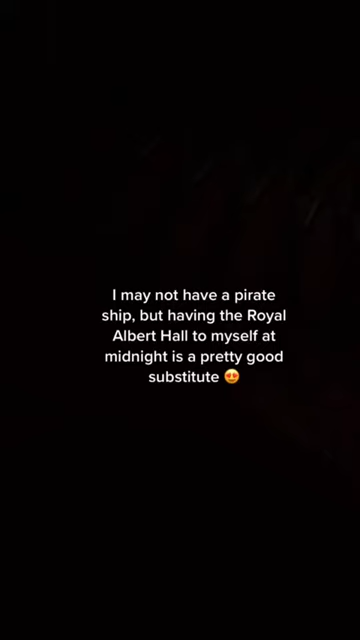 I may not have a pirate
ship, but having the Royal
Albert Hall to myself at
midnight is a pretty good
substitute 😍